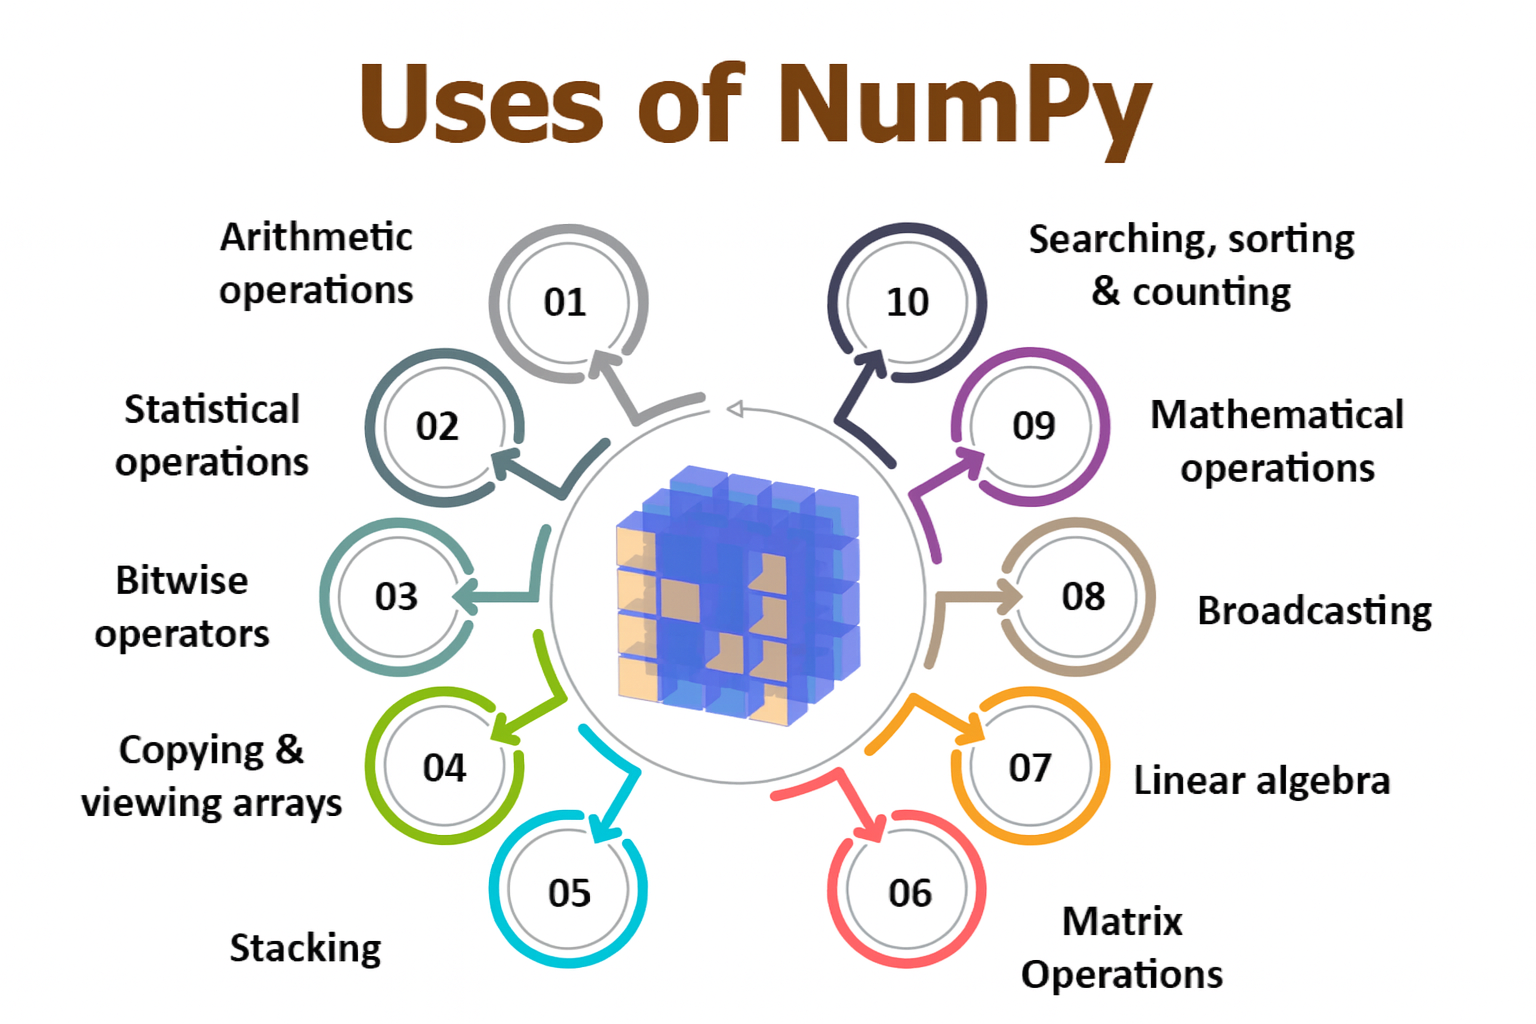 Uses of NumPy
Arithmetic
operations
01
Statistical
operations
02
Bitwise
operators
03
Copying &
viewing arrays
04
Stacking
05
Matrix
Operations
06
Linear algebra
07
Broadcasting
08
Mathematical
operations
09
Searching, sorting
& counting
10